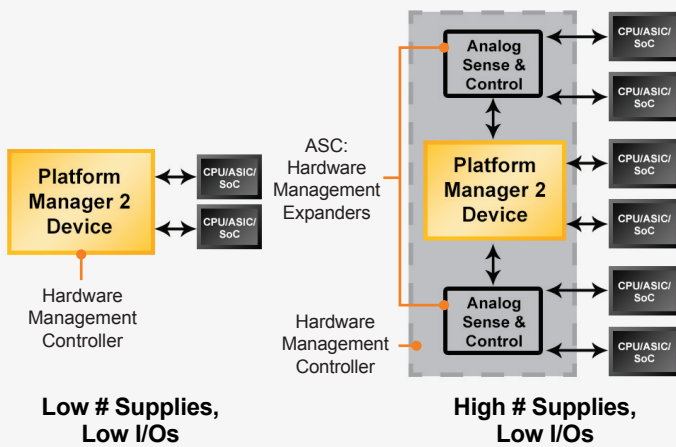 Platform
Manager 2
Device
CPU/ASIC/
SoC
CPU/ASIC/
SoC
Hardware
Management
Controller
Low # Supplies,
Low I/Os
Analog
Sense &
Control
ASC:
Hardware
Management
Expanders
Platform
Manager 2
Device
Analog
Sense &
Control
Hardware
Management
Controller
CPU/ASIC/
SoC
CPU/ASIC/
SoC
CPU/ASIC/
SoC
CPU/ASIC/
SoC
CPU/ASIC/
SoC
CPU/ASIC/
SoC
High # Supplies,
Low I/Os